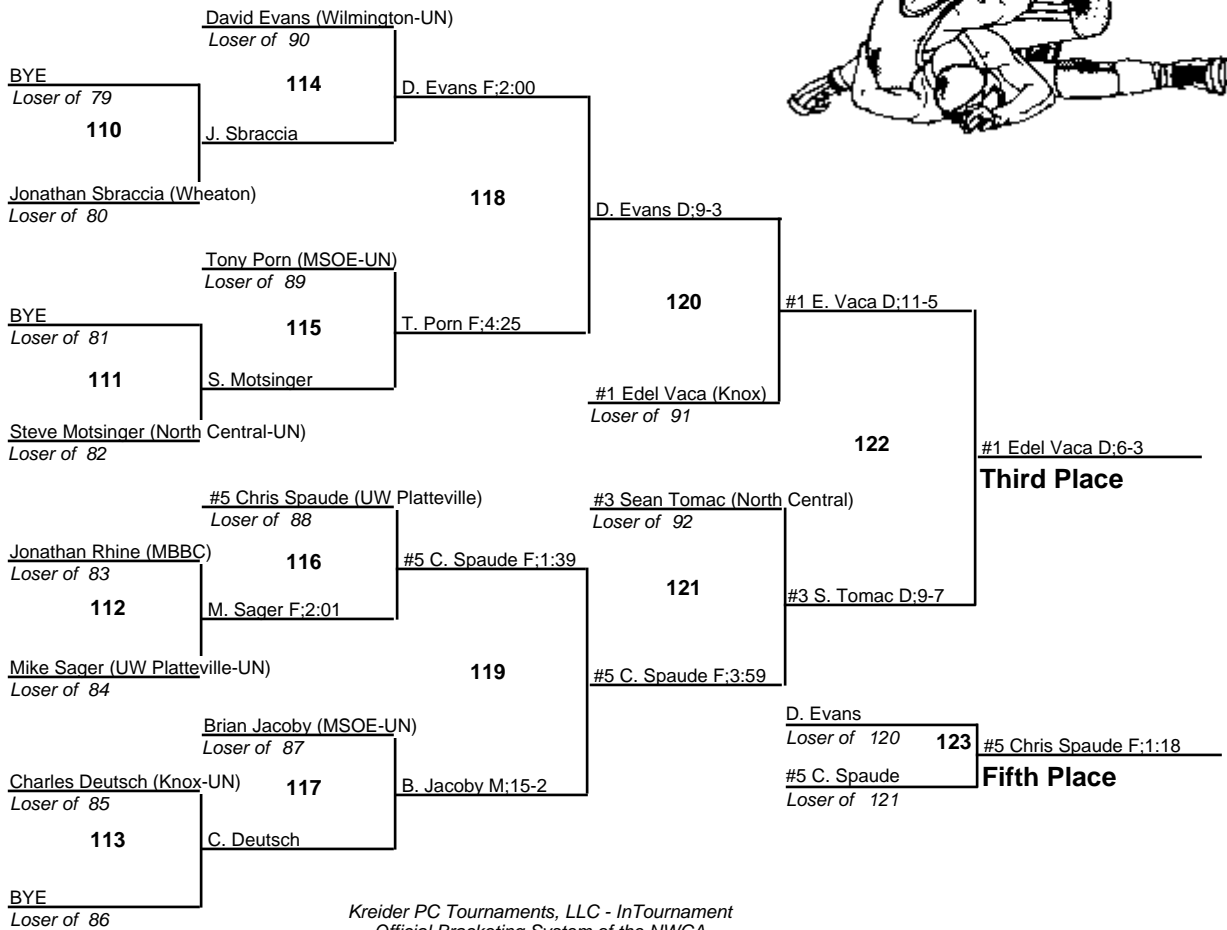 David Evans (Wilmington-UN)
Loser of 90
114
BYE
Loser of 79
D. Evans F;2:00
110
J. Sbraccia
Jonathan Sbraccia (Wheaton)
Loser of 80
118
D. Evans D;9-3
Tony Porn (MSOE-UN)
Loser of 89
BYE
Loser of 81
115
T. Porn F;4:25
120
#1 E. Vaca D;11-5
111
S. Motsinger
#1 Edel Vaca (Knox)
Loser of 91
Steve Motsinger (North Central-UN)
Loser of 82
122
#1 Edel Vaca D;6-3
Third Place
#5 Chris Spaude (UW Platteville)
Loser of 88
#3 Sean Tomac (North Central)
Loser of 92
Jonathan Rhine (MBBC)
Loser of 83
116
#5 C. Spaude F;1:39
112
M. Sager F;2:01
121
#3 S. Tomac D;9-7
Mike Sager (UW Platteville-UN)
Loser of 84
119
#5 C. Spaude F;3:59
Brian Jacoby (MSOE-UN)
Loser of 87
D. Evans
Loser of 120
123
#5 Chris Spaude F;1:18
Fifth Place
Charles Deutsch (Knox-UN)
Loser of 85
117
B. Jacoby M;15-2
#5 C. Spaude
Loser of 121
113
C. Deutsch
BYE
Loser of 86
Kreider PC Tournaments, LLC - InTournament
Official Bracketing System of the NWCA